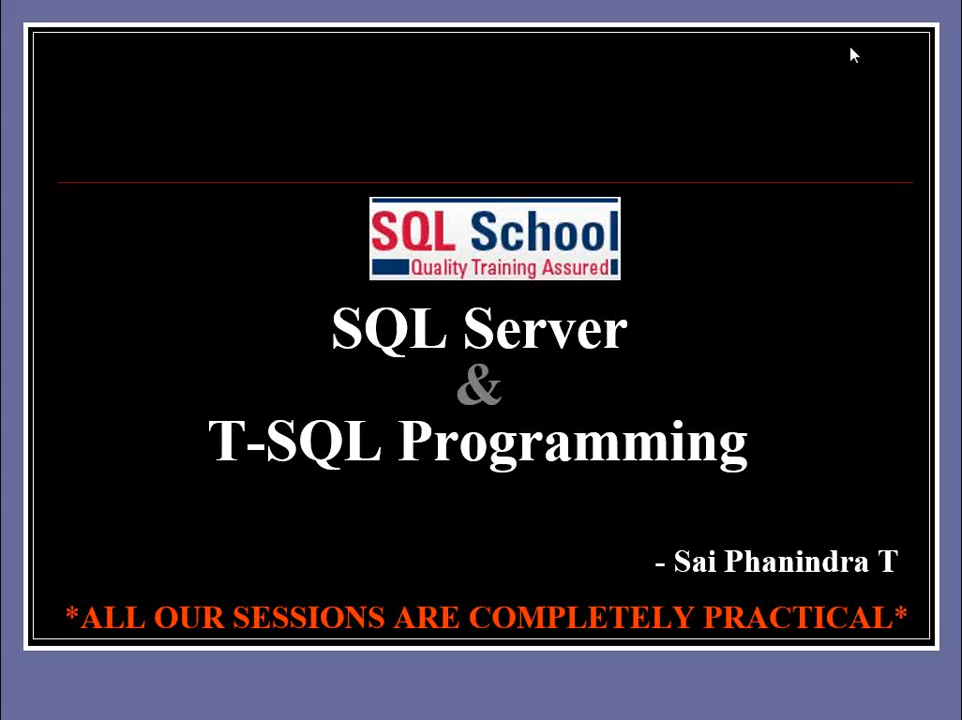 SQL School
Quality Training Assured
SQL Server
&
T-SQL Programming
- Sai Phanindra T
*ALL OUR SESSIONS ARE COMPLETELY PRACTICAL*